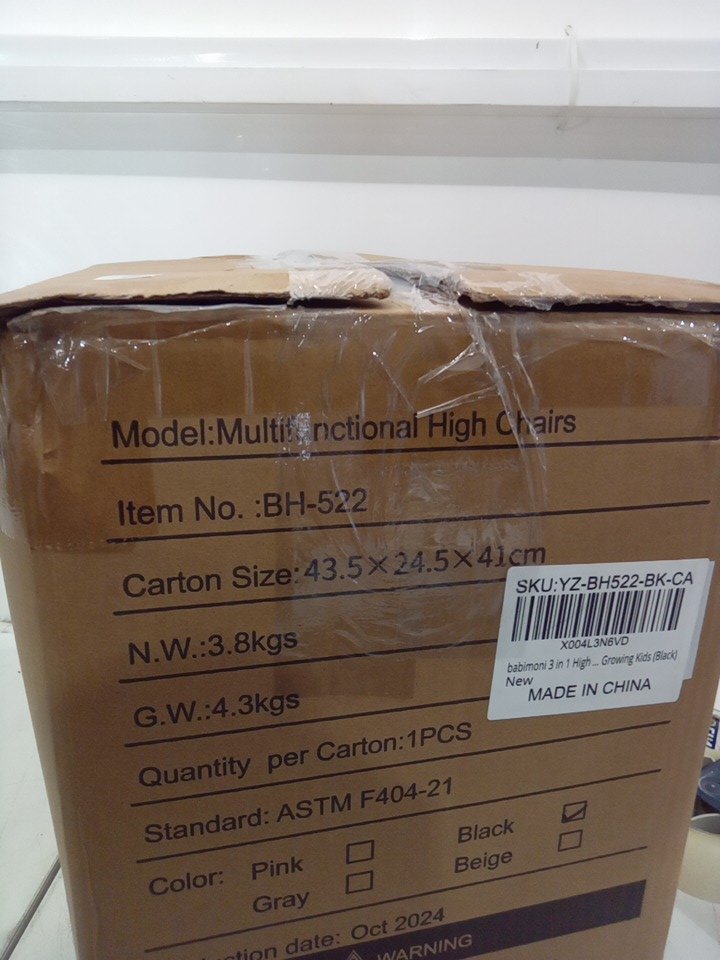 Model:Multifunctional High Chairs
Item No. :BH-522
Carton Size:43.5×24.5×41cm
N.W.:3.8kgs
G.W.:4.3kgs
Quantity per Carton:1PCS
Standard: ASTM F404-21
Color: Pink Black
Gray Beige
date: Oct 2024
WARNING
SKU:YZ-BH522-BK-CA
X004L3N6VD
babimoni 3 in 1 High ... Growing Kids (Black)
New
MADE IN CHINA